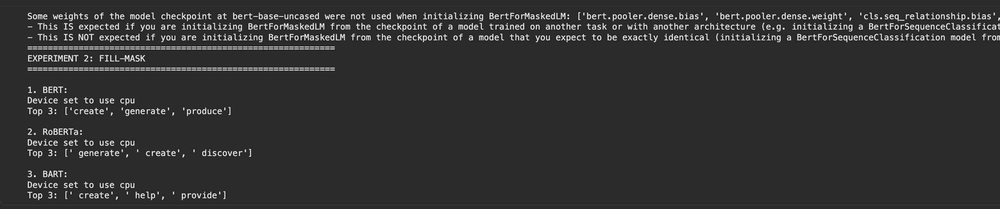 Some weights of the model checkpoint at bert-base-uncased were not used when initializing BertForMaskedLM: ['bert.pooler.dense.bias', 'bert.pooler.dense.weight', 'cls.seq_relationship.bias',
- This IS expected if you are initializing BertForMaskedLM from the checkpoint of a model trained on another task or with another architecture (e.g. initializing a BertForSequenceClassificat
- This IS NOT expected if you are initializing BertForMaskedLM from the checkpoint of a model that you expect to be exactly identical (initializing a BertForSequenceClassification model from
============================================================
EXPERIMENT 2: FILL-MASK
============================================================
1. BERT:
Device set to use cpu
Top 3: ['create', 'generate', 'produce']
2. RoBERTa:
Device set to use cpu
Top 3: [' generate', ' create', ' discover']
3. BART:
Device set to use cpu
Top 3: [' create', ' help', ' provide']